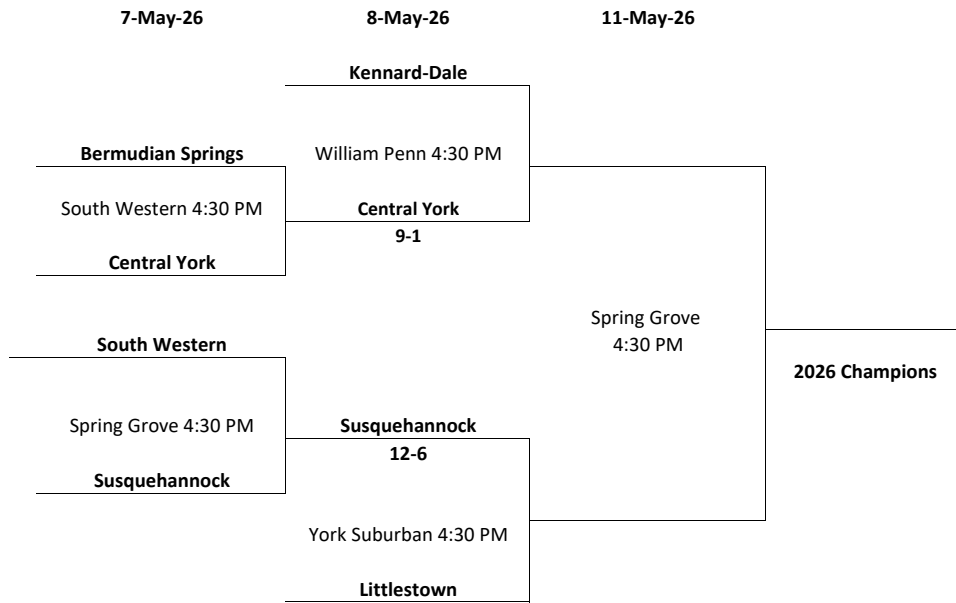 7-May-26
8-May-26
11-May-26
Kennard-Dale
Bermudian Springs
William Penn 4:30 PM
South Western 4:30 PM
Central York
9-1
Central York
Spring Grove
4:30 PM
South Western
2026 Champions
Spring Grove 4:30 PM
Susquehannock
12-6
Susquehannock
York Suburban 4:30 PM
Littlestown